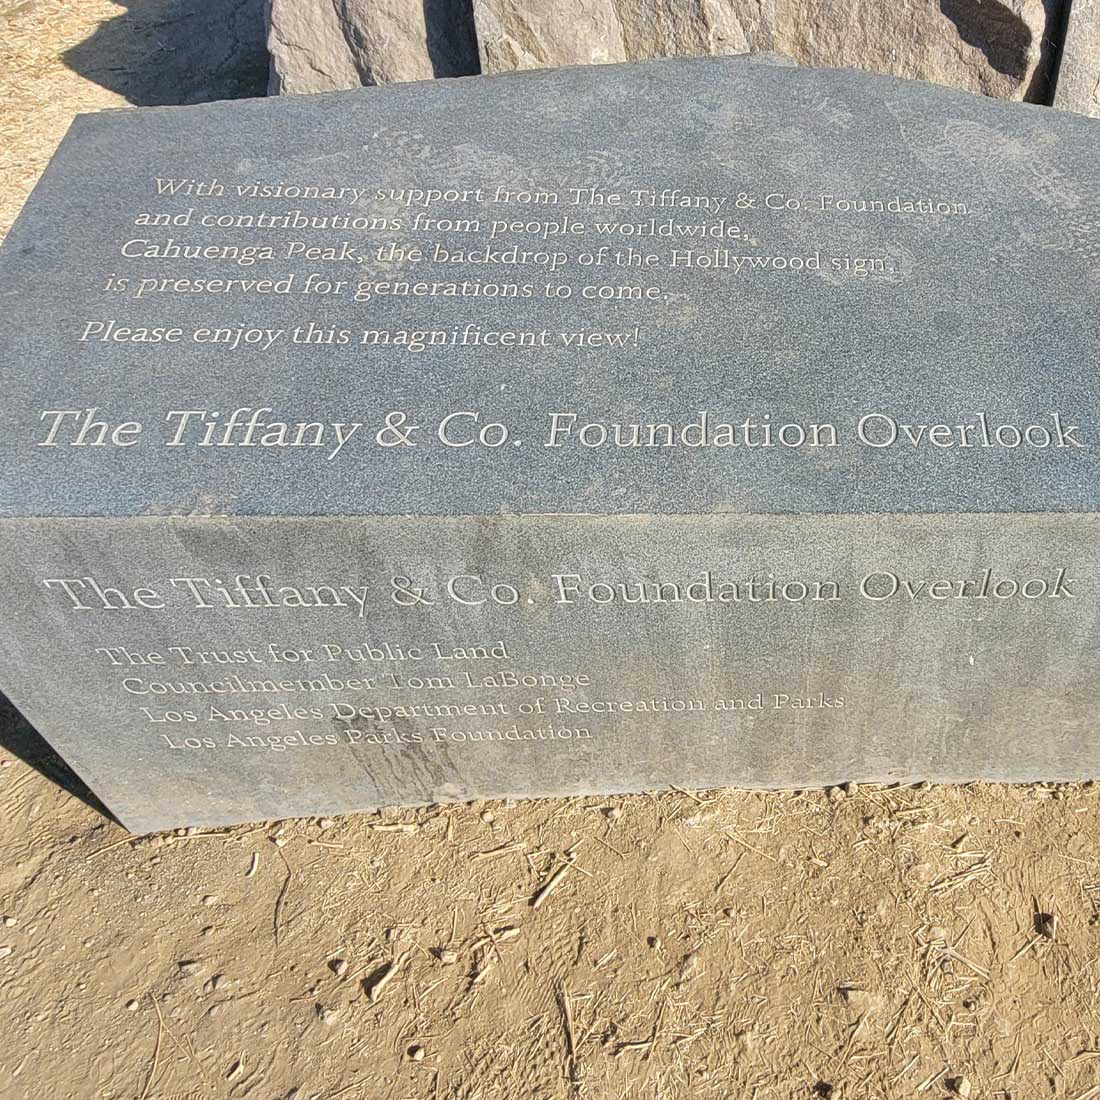 With visionary support from The Tiffany & Co. Foundation
and contributions from people worldwide,
Cahuenga Peak, the backdrop of the Hollywood sign,
is preserved for generations to come.
Please enjoy this magnificent view!
The Tiffany & Co. Foundation Overlook
The Tiffany & Co. Foundation Overlook
The Trust for Public Land
Councilmember Tom LaBonge
Los Angeles Department of Recreation and Parks
Los Angeles Parks Foundation